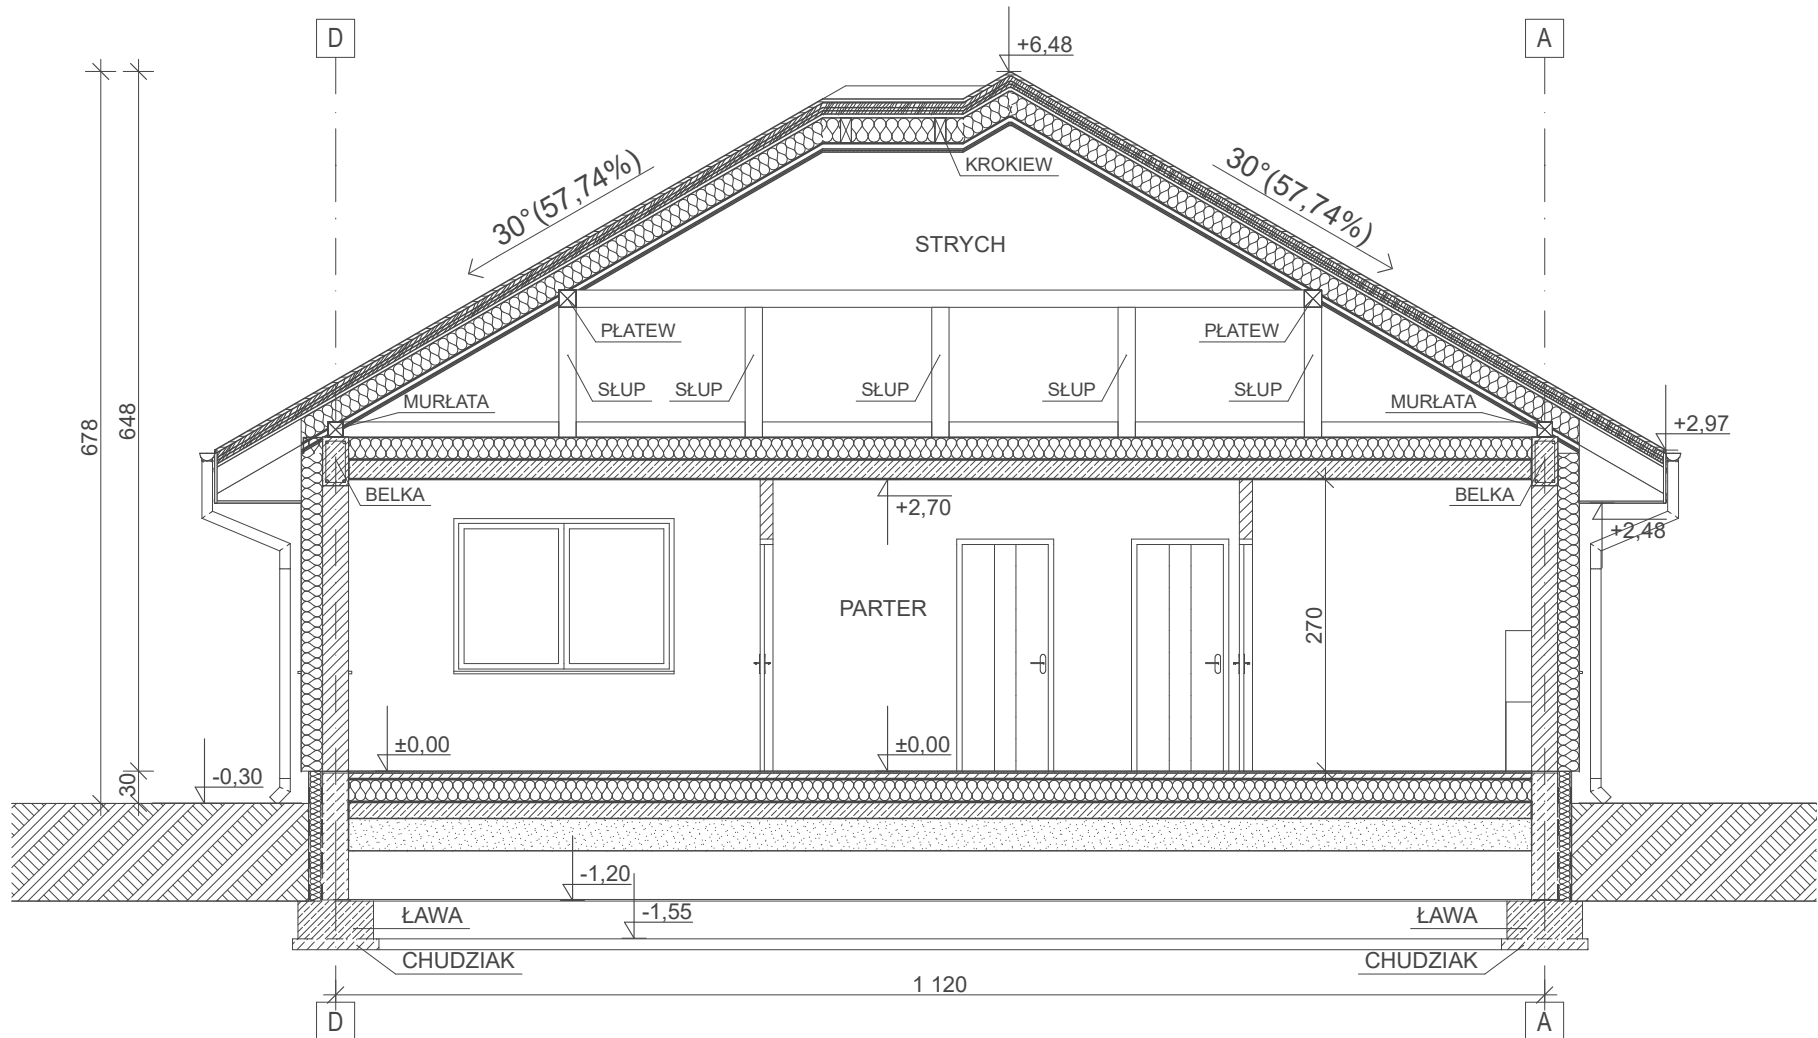 D
A
+6,48
30°(57,74%)
30°(57,74%)
KROKIEW
STRYCH
PŁATEW
PŁATEW
SŁUP
SŁUP
SŁUP
SŁUP
SŁUP
MURŁATA
MURŁATA
678
648
+2,97
BELKA
BELKA
+2,70
+2,48
PARTER
270
±0,00
±0,00
-0,30
30
-1,20
-1,55
ŁAWA
ŁAWA
CHUDZIAK
CHUDZIAK
1 120
D
A